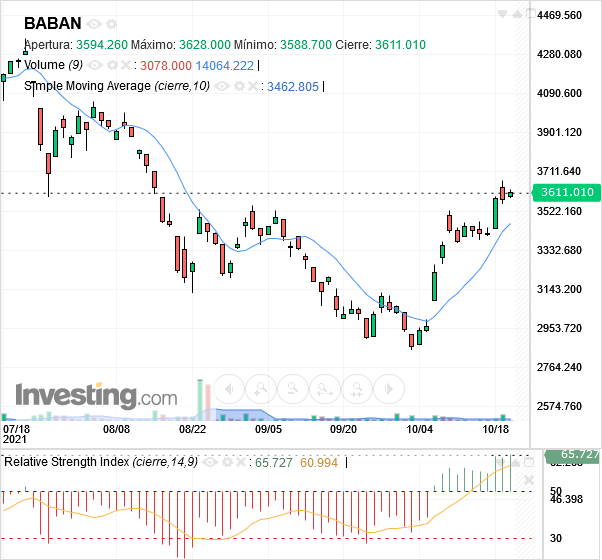 BABAN
Apertura: 3594.260 Máximo: 3628.000 Mínimo: 3588.700 Cierre: 3611.010
Volume (9) : 3078.000 14064.222
Simple Moving Average (cierre,10) : 3462.805
4469.560
4280.080
4090.600
3901.120
3711.640
3611.010
3522.160
3332.680
3143.200
2953.720
2764.240
2574.760
Investing.com
07/18 08/08 08/22 09/05 09/20 10/04 10/18
2021
Relative Strength Index (cierre,14,9) : 65.727 60.994
65.727
50
46.398
30